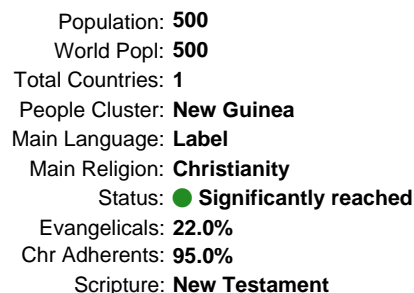 Population: 500
World Popl: 500
Total Countries: 1
People Cluster: New Guinea
Main Language: Label
Main Religion: Christianity
Status: Significantly reached
Evangelicals: 22.0%
Chr Adherents: 95.0%
Scripture: New Testament